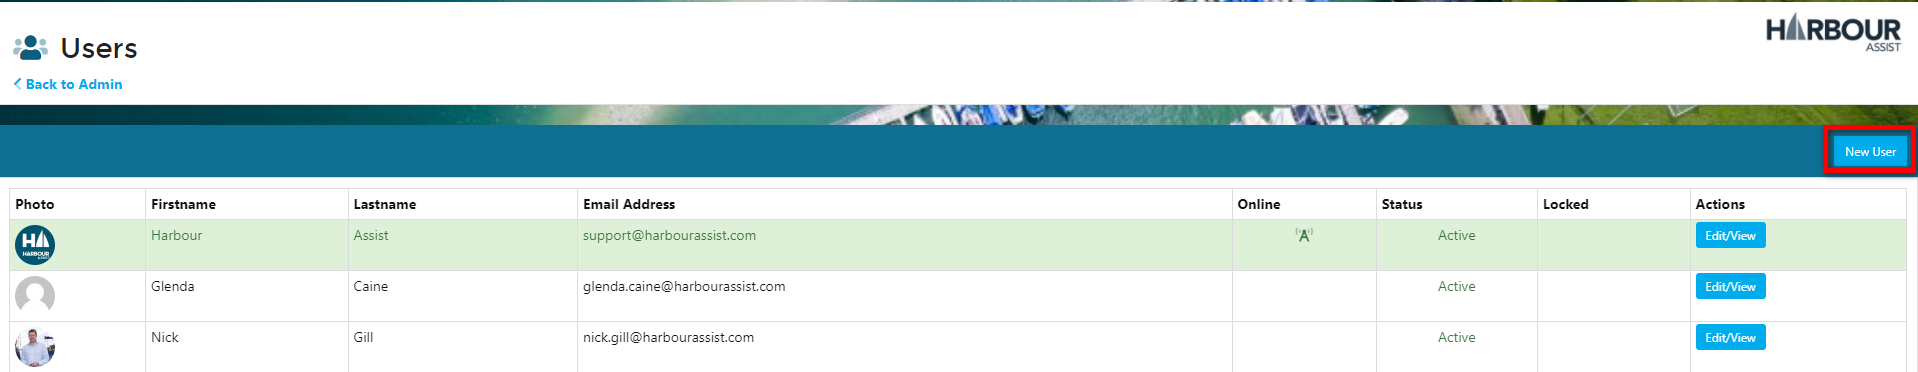 HARBOUR
ASSIST
Users
Back to Admin
New User
Photo Firstname Lastname Email Address Online Status Locked Actions
HA HARBOUR ASSIST Harbour Assist support@harbourassist.com Active Edit/View
Glenda Caine glenda.caine@harbourassist.com Active Edit/View
Nick Gill nick.gill@harbourassist.com Active Edit/View